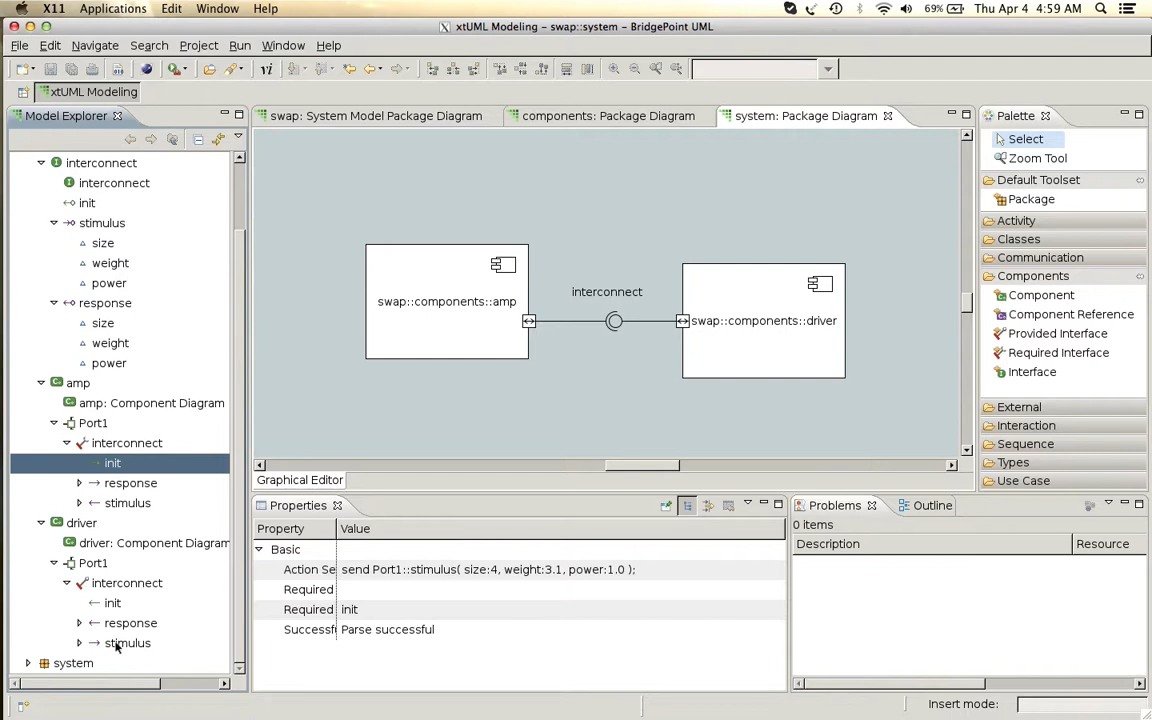 X11 Applications Edit Window Help 69% Thu Apr 4 4:59 AM
xtUML Modeling – swap::system – BridgePoint UML
File Edit Navigate Search Project Run Window Help
vi
xtUML Modeling
Model Explorer
swap: System Model Package Diagram
components: Package Diagram
system: Package Diagram
Palette
interconnect
interconnect
init
stimulus
size
weight
power
response
size
weight
power
amp
amp: Component Diagram
Port1
interconnect
init
response
stimulus
driver
driver: Component Diagram
Port1
interconnect
init
response
stimulus
system
swap::components::amp
interconnect
swap::components::driver
Graphical Editor
Select
Zoom Tool
Default Toolset
Package
Activity
Classes
Communication
Components
Component
Component Reference
Provided Interface
Required Interface
Interface
External
Interaction
Sequence
Types
Use Case
Properties
Property Value
Basic
Action Se send Port1::stimulus( size:4, weight:3.1, power:1.0 );
Required
Required init
Successf Parse successful
Problems Outline
0 items
Description Resource
Insert mode: